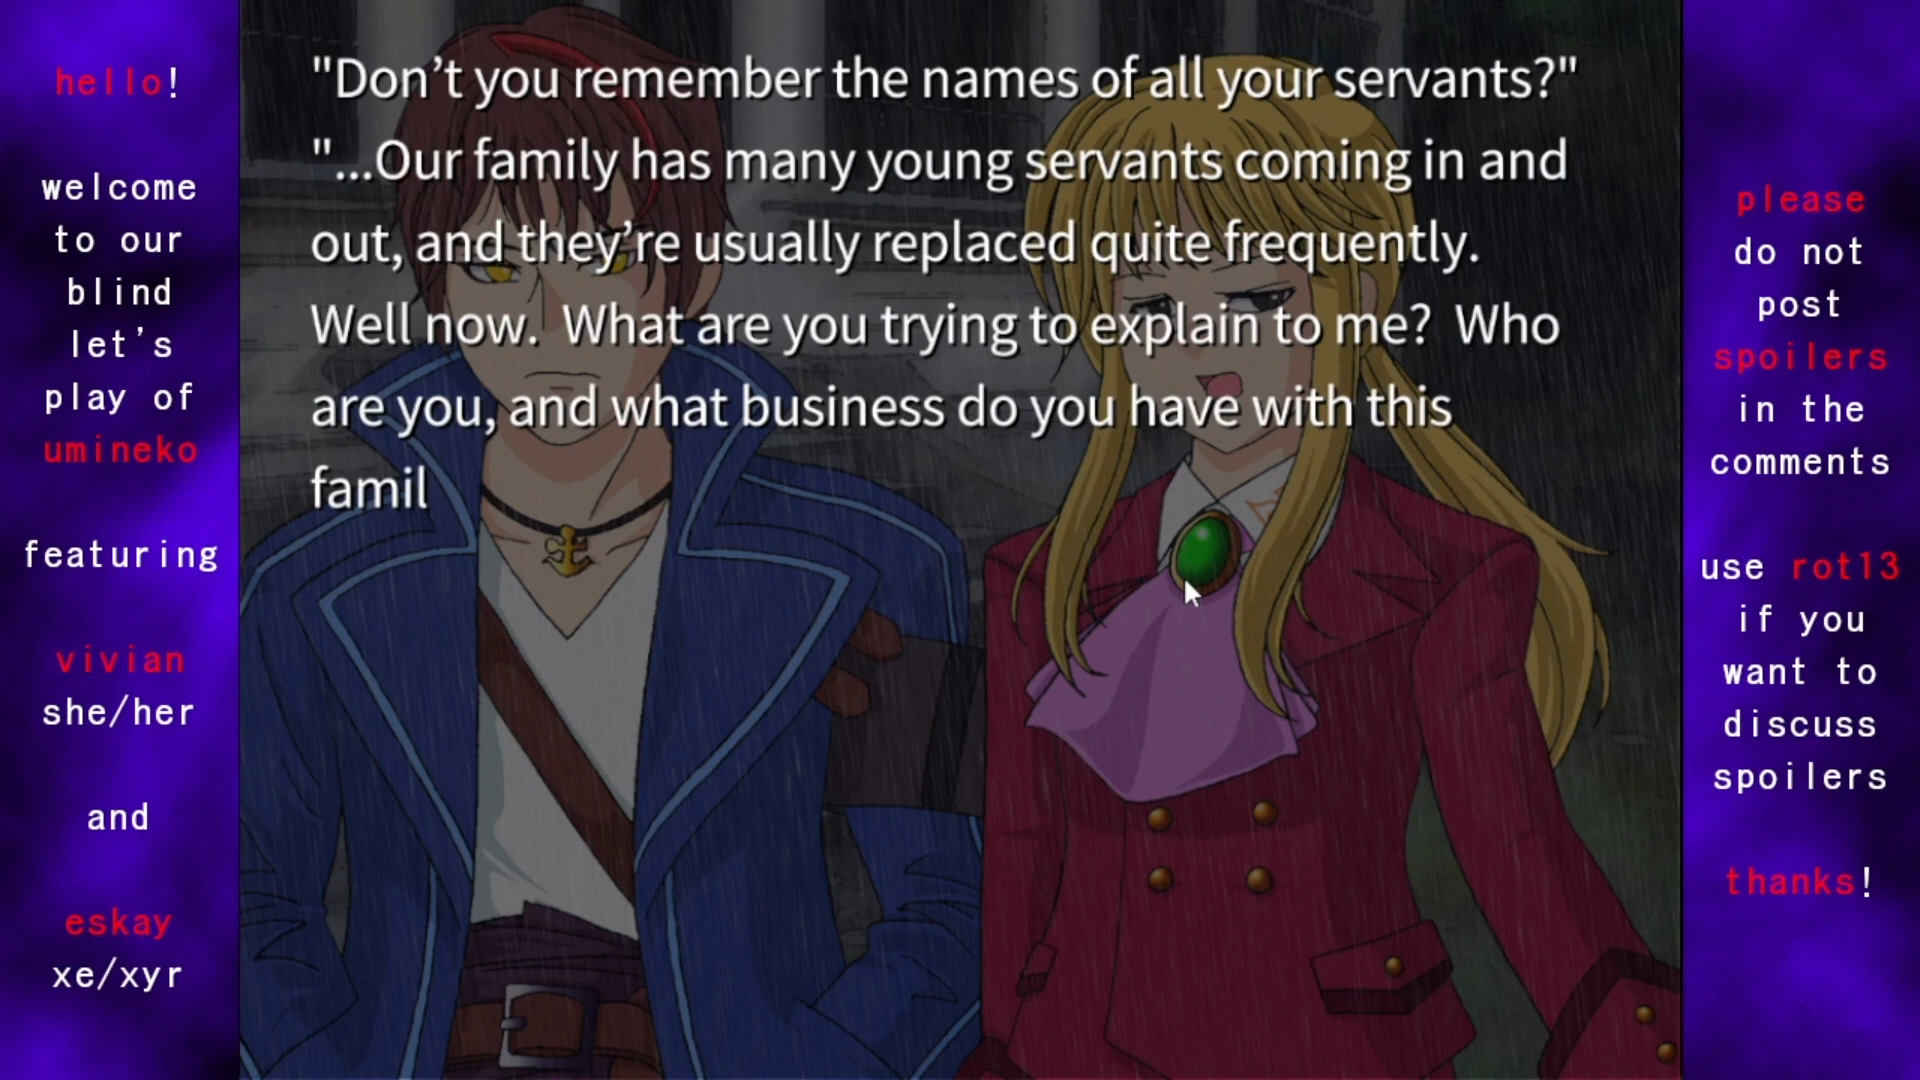 hello!
welcome
to our
blind
let's
play of
umineko
featuring
vivian
she/her
and
eskay
xe/xyr
"Don’t you remember the names of all your servants?"
"...Our family has many young servants coming in and
out, and they’re usually replaced quite frequently.
Well now.  What are you trying to explain to me?  Who
are you, and what business do you have with this
famil
please
do not
post
spoilers
in the
comments
use rot13
if you
want to
discuss
spoilers
thanks!